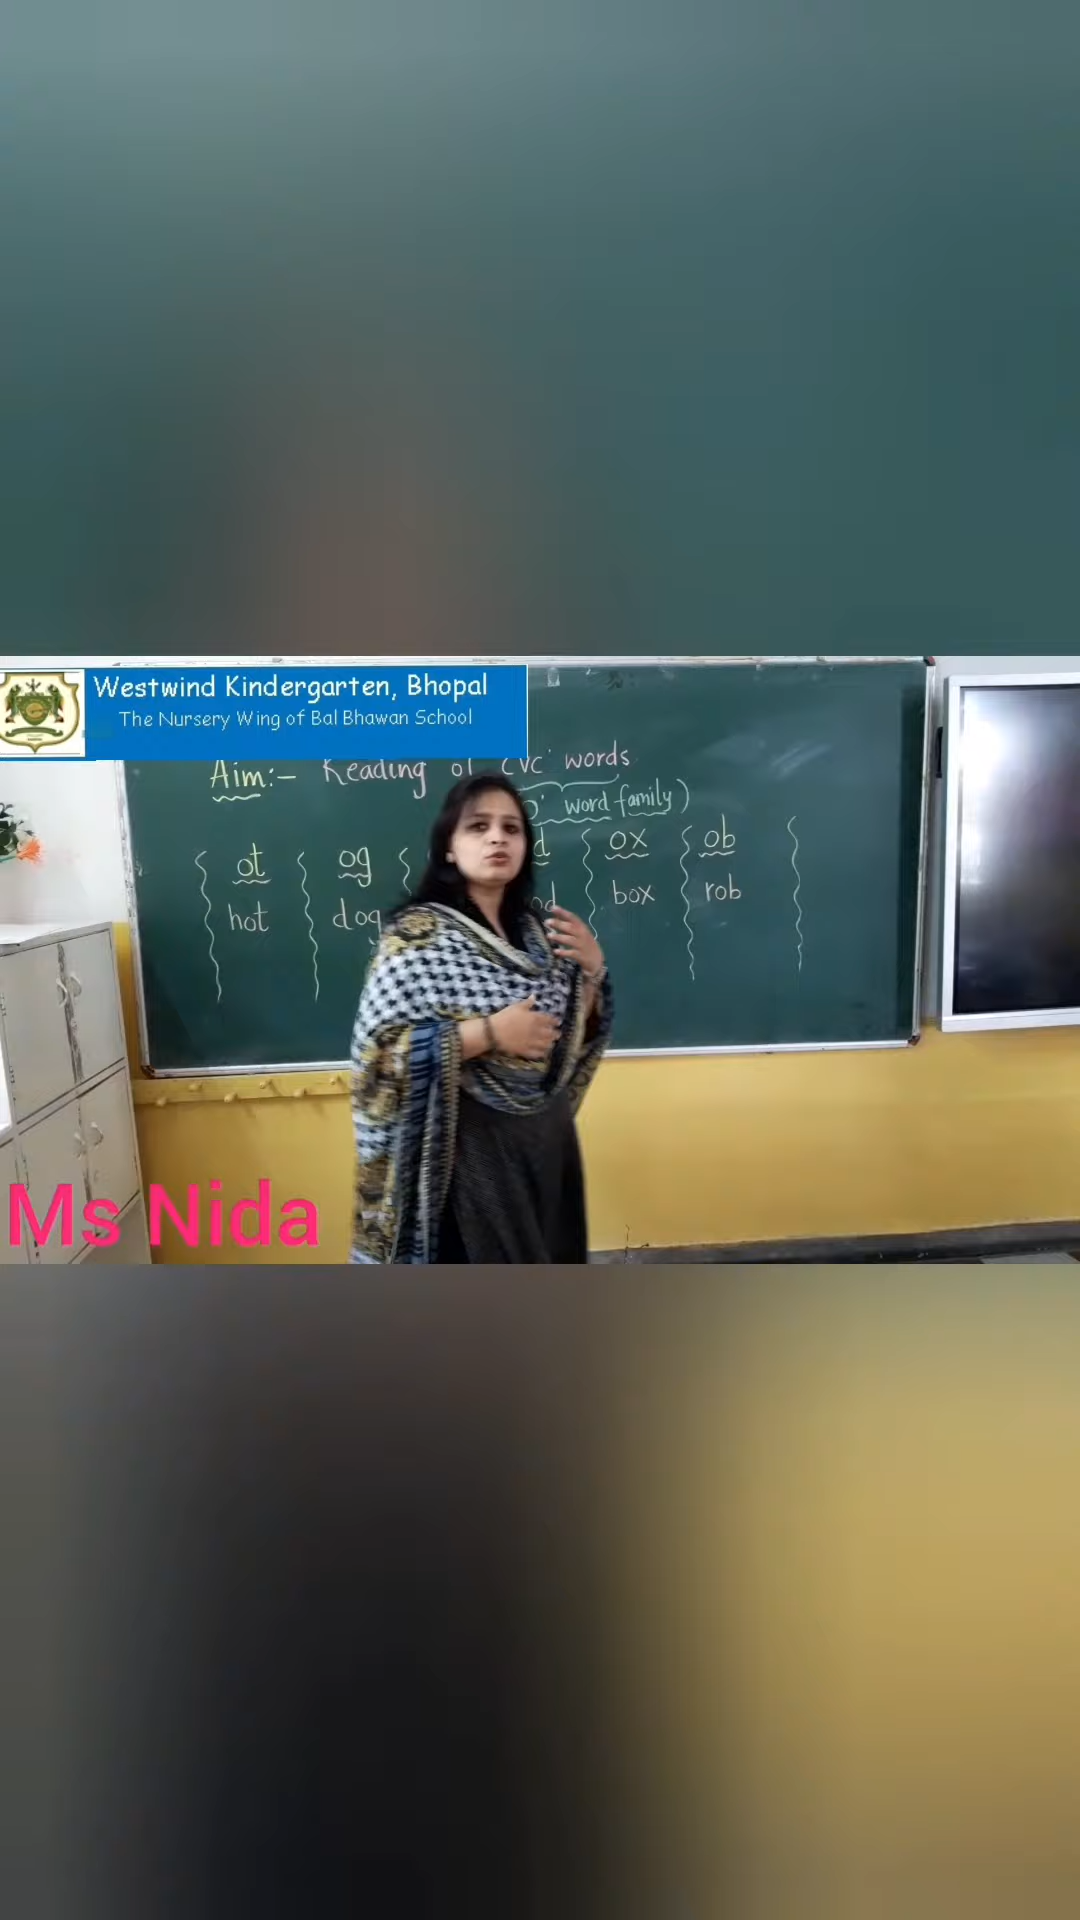 Westwind Kindergarten, Bhopal
The Nursery Wing of Bal Bhawan School
Aim:- Reading of 'CVC' words
word family)
ot og ox ob
hot dog box rob
Ms Nida